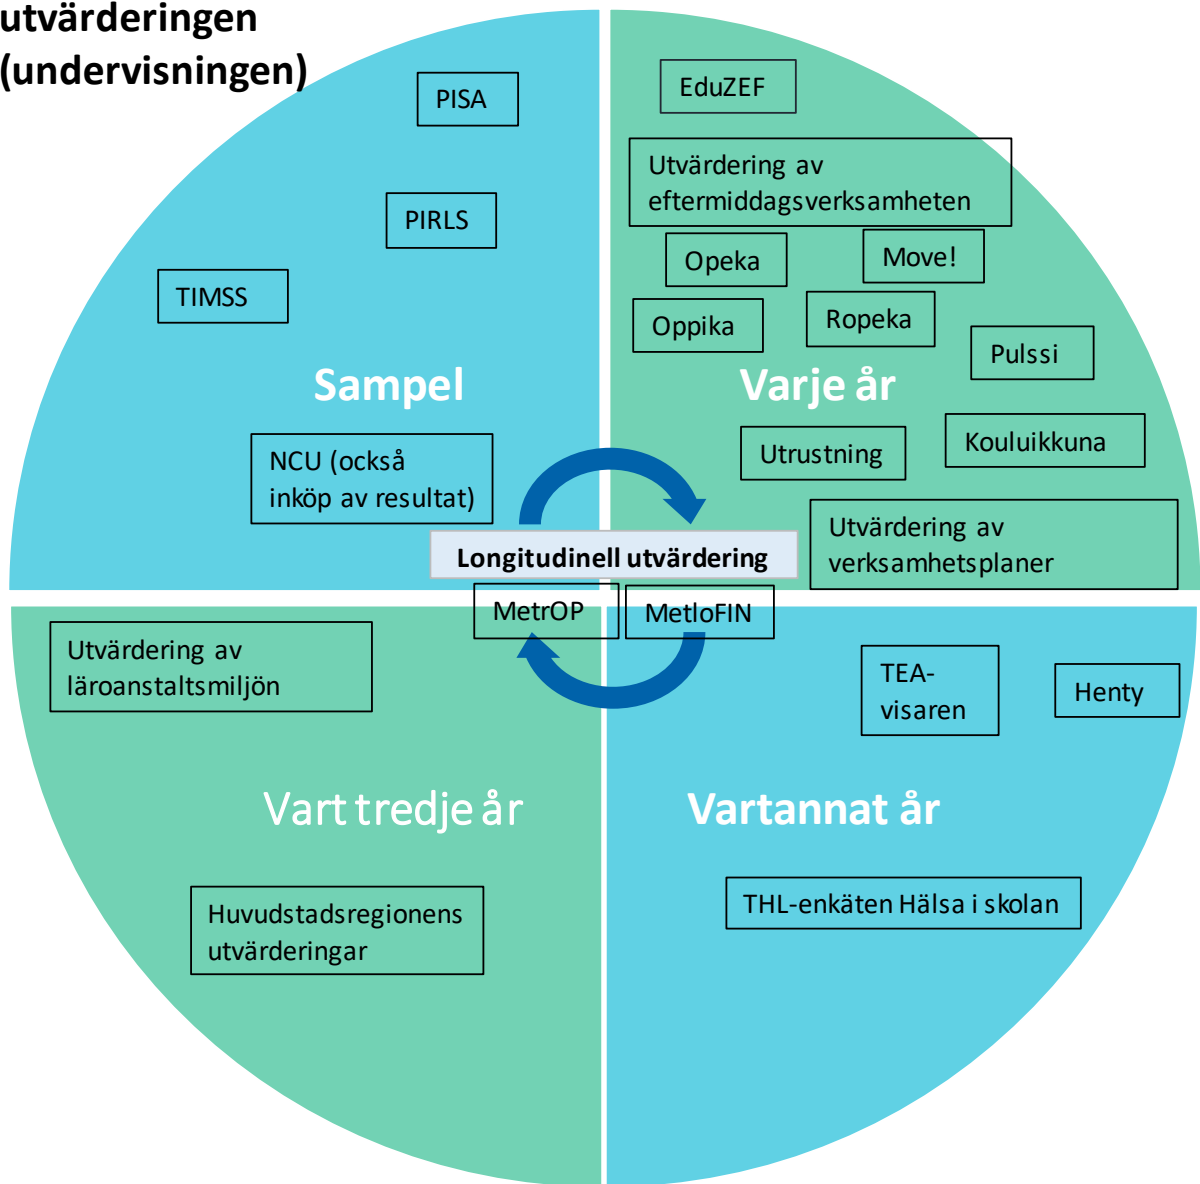 utvärderingen
(undervisningen)
PISA
PIRLS
TIMSS
Sampel
NCU (också
inköp av resultat)
EduZEF
Utvärdering av
eftermiddagsverksamheten
Opeka
Move!
Oppika
Ropeka
Pulssi
Varje år
Utrustning
Kouluikkuna
Utvärdering av
verksamhetsplaner
Longitudinell utvärdering
MetrOP
MetloFIN
Utvärdering av
läroanstaltsmiljön
Vart tredje år
Huvudstadsregionens
utvärderingar
TEA-
visaren
Henty
Vartannat år
THL-enkäten Hälsa i skolan